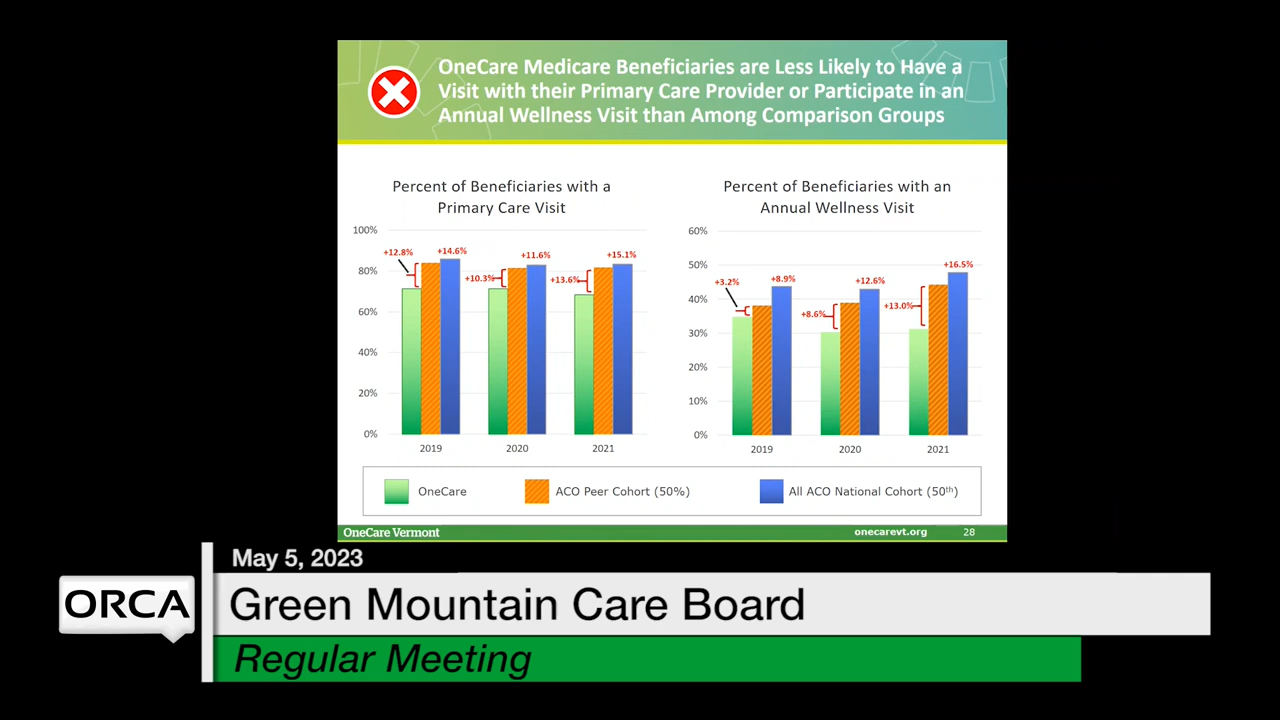 OneCare Medicare Beneficiaries are Less Likely to Have a
Visit with their Primary Care Provider or Participate in an
Annual Wellness Visit than Among Comparison Groups
Percent of Beneficiaries with a
Primary Care Visit
100%
80%
60%
40%
20%
0%
+12.8%
+14.6%
+10.3%
+11.6%
+13.6%
+15.1%
2019
2020
2021
Percent of Beneficiaries with an
Annual Wellness Visit
60%
50%
40%
30%
20%
10%
0%
+3.2%
+8.9%
+8.6%
+12.6%
+13.0%
+16.5%
2019
2020
2021
OneCare
ACO Peer Cohort (50%)
All ACO National Cohort (50th)
OneCare Vermont
onecarevt.org 28
May 5, 2023
ORCA
Green Mountain Care Board
Regular Meeting